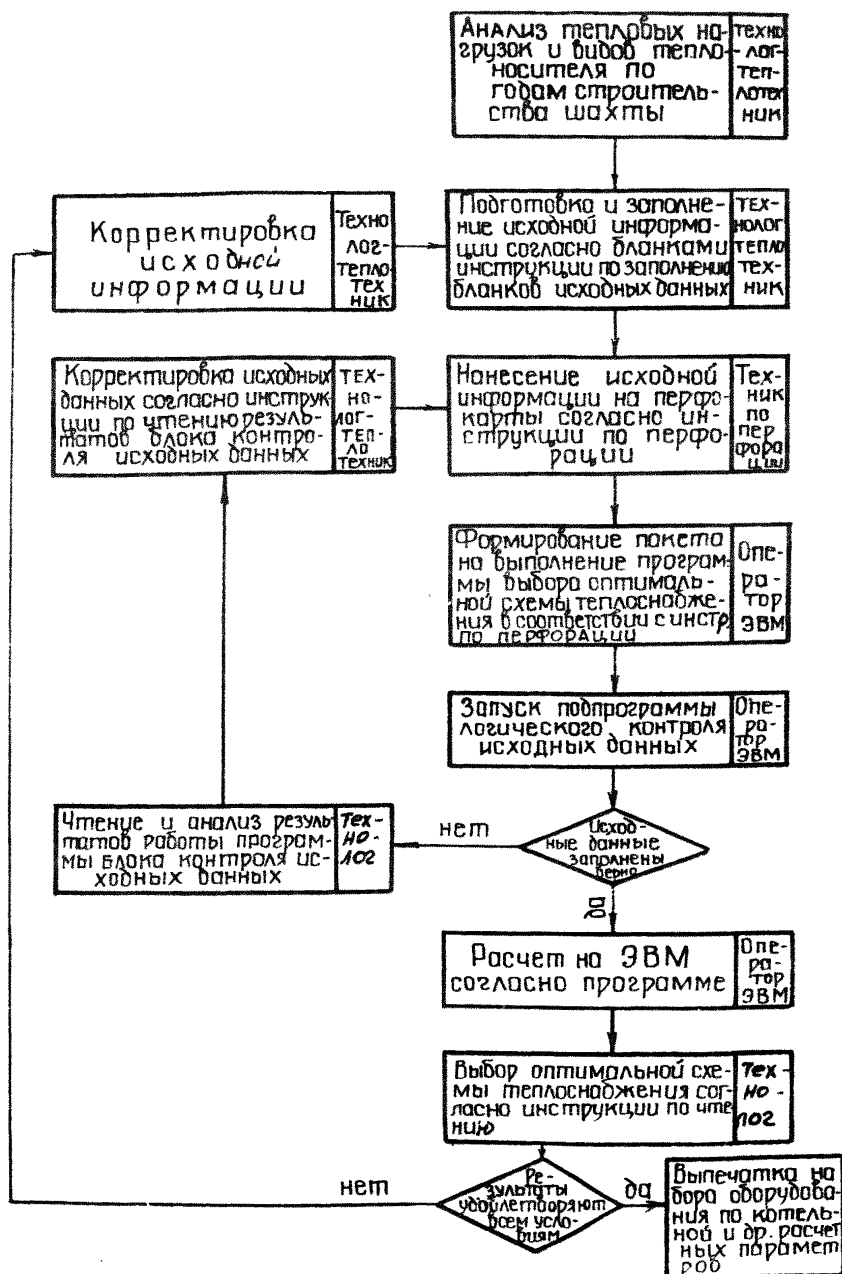 Анализ тепловых на-
грузок и видов тепло-
носителя по
годам строитель-
ства шахты
техно
- лог-
теп-
лотех
ник
Корректировка
исходной
информации
Техно
лог-
тепло-
тех
ник
Подготовка и заполне-
ние исходной информа-
ции согласно бланками
инструкции по заполнению
бланков исходных данных
тех-
нолог
тепло
тех-
ник
Корректировка исходных
данных согласно инструк
ции по чтению резуль-
татов блока контро-
ля исходных данных
тех-
но-
лог-
теп-
ло
техник
Нанесение исходной
информации на перфо-
карты согласно ин-
струкции по перфо-
рации
Тех-
ник
по
пер
фора
ции
Формирование пакета
на выполнение програм-
мы выбора оптималь-
ной схемы теплоснабже-
ния в соответствии с инстр.
по перфорации
Опе-
ра-
тор
ЭВМ
Запуск подпрограммы
логического контроля
исходных данных
Опе-
ра-
тор
ЭВМ
Чтение и анализ резуль
татов работы програм-
мы блока контроля ис-
ходных данных
Тех-
но-
лог
нет
Исход-
ные данные
заполнены
верно
да
Расчет на ЭВМ
согласно программе
Опе-
ра-
тор
ЭВМ
Выбор оптимальной схе-
мы теплоснабжения сог-
ласно инструкции по чте
нию
Тех-
но-
лог
нет
Ре-
зультаты
удовлетворяют
всем усло-
виям
да
Выпечатка на
бора оборудова-
ния по котель-
ной и др. расчет
ных парамет
ров